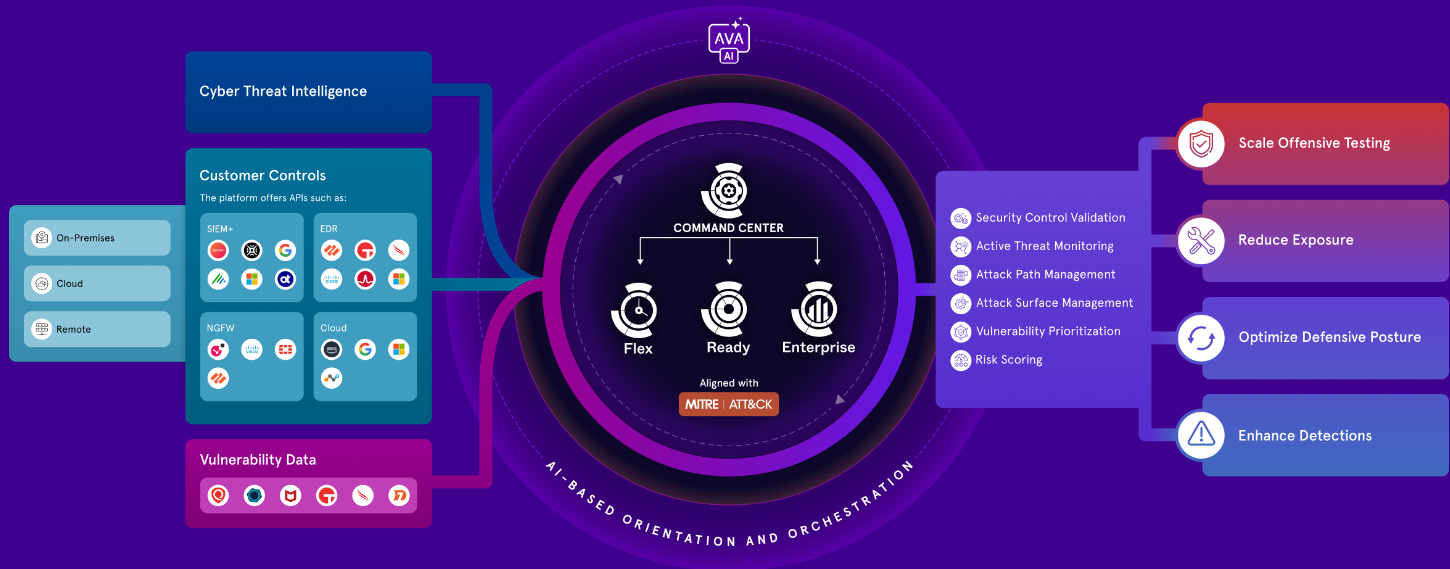 AVA
AI
Cyber Threat Intelligence
Customer Controls
The platform offers APIs such as:
SIEM+
EDR
NGFW
Cloud
On-Premises
Cloud
Remote
Vulnerability Data
COMMAND CENTER
Flex
Ready
Enterprise
Aligned with
MITRE | ATT&CK
AI-BASED ORIENTATION AND ORCHESTRATION
Security Control Validation
Active Threat Monitoring
Attack Path Management
Attack Surface Management
Vulnerability Prioritization
Risk Scoring
Scale Offensive Testing
Reduce Exposure
Optimize Defensive Posture
Enhance Detections